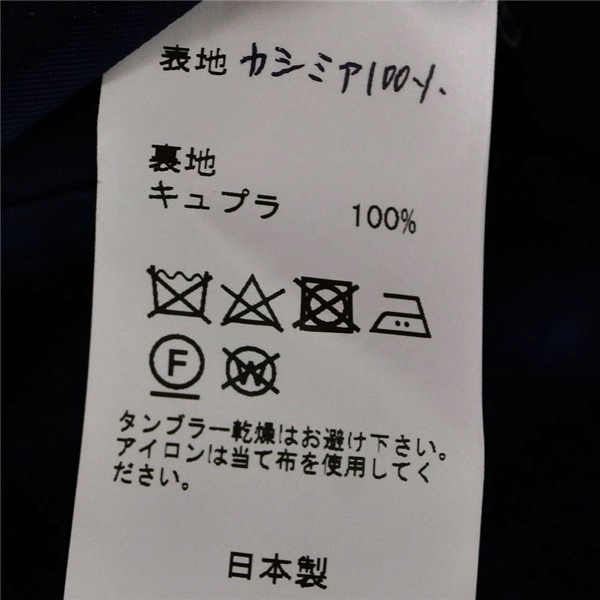 表地 カシミア100%
裏地
キュプラ 100%
F W
タンブラー乾燥はお避け下さい。
アイロンは当て布を使用してく
ださい。
日本製